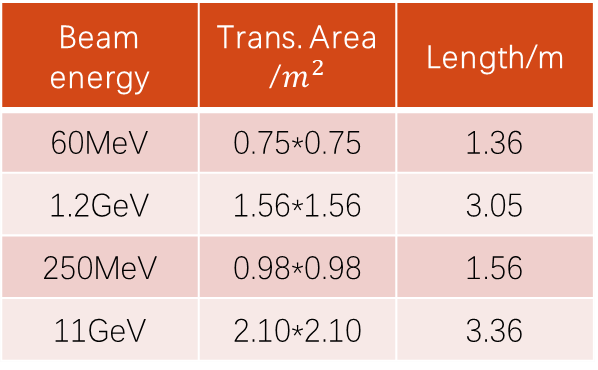 Beam energy
Trans. Area /m²
Length/m
60MeV
0.75*0.75
1.36
1.2GeV
1.56*1.56
3.05
250MeV
0.98*0.98
1.56
11GeV
2.10*2.10
3.36